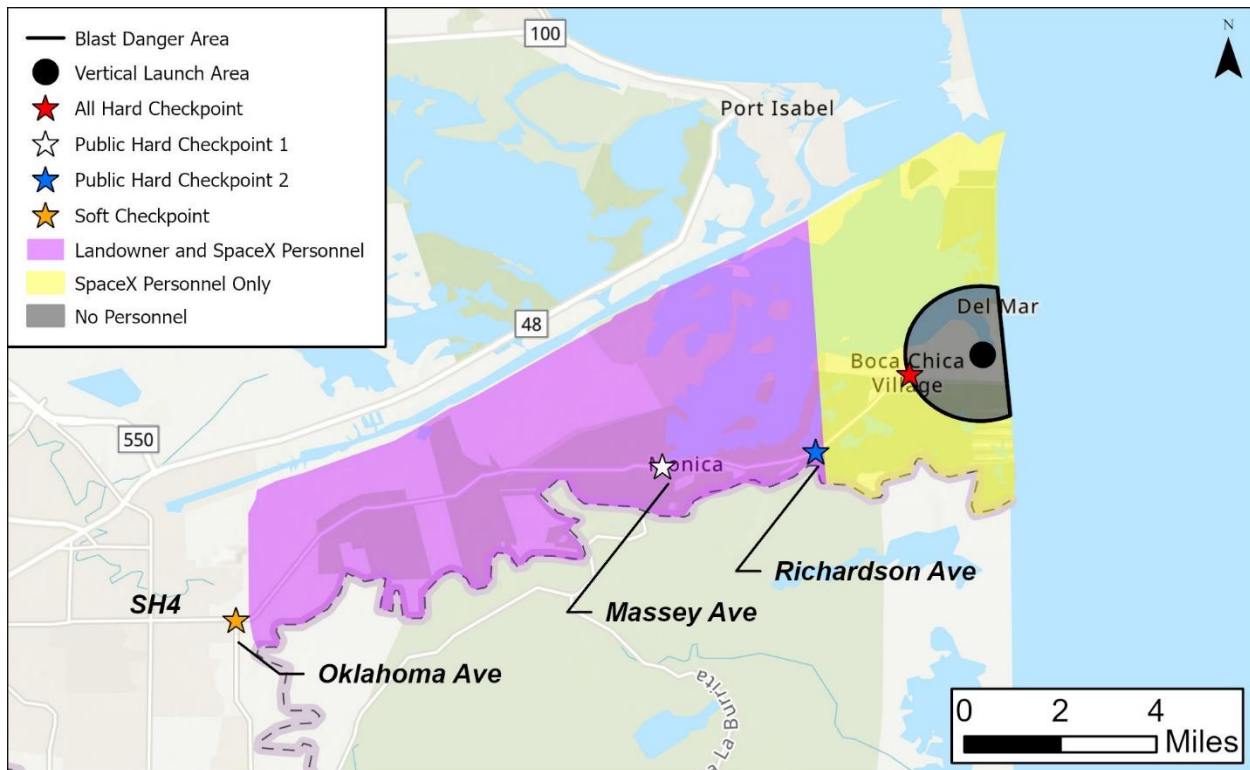 Blast Danger Area
Vertical Launch Area
All Hard Checkpoint
Public Hard Checkpoint 1
Public Hard Checkpoint 2
Soft Checkpoint
Landowner and SpaceX Personnel
SpaceX Personnel Only
No Personnel
100
N
Port Isabel
48
Del Mar
Boca Chica
Village
550
Monica
Richardson Ave
SH4
Massey Ave
Oklahoma Ave
Burrita
0 2 4
Miles